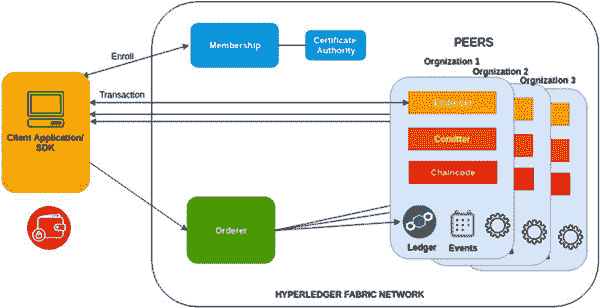 Enroll
Membership
Certificate
Authority
PEERS
Orgnization 1
Orgnization 2
Orgnization 3
Transaction
Client Application/
SDK
Endorser
Comitter
Chaincode
Orderer
Ledger
Events
HYPERLEDGER FABRIC NETWORK